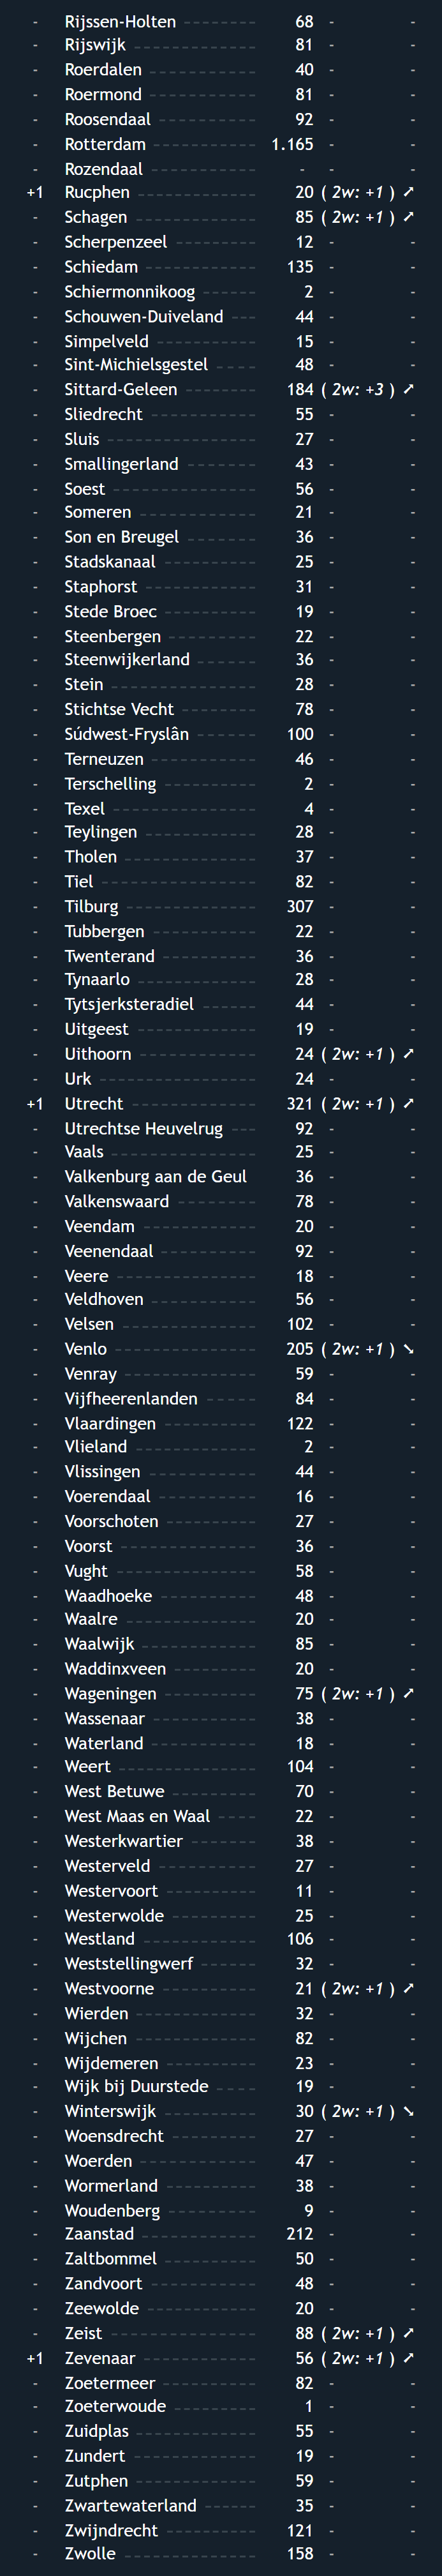 - Rijssen-Holten 68 - -
- Rijswijk 81 - -
- Roerdalen 40 - -
- Roermond 81 - -
- Roosendaal 92 - -
- Rotterdam 1.165 - -
- Rozendaal - - -
+1 Rucphen 20 ( 2w: +1 ) ➚
- Schagen 85 ( 2w: +1 ) ➚
- Scherpenzeel 12 - -
- Schiedam 135 - -
- Schiermonnikoog 2 - -
- Schouwen-Duiveland 44 - -
- Simpelveld 15 - -
- Sint-Michielsgestel 48 - -
- Sittard-Geleen 184 ( 2w: +3 ) ➚
- Sliedrecht 55 - -
- Sluis 27 - -
- Smallingerland 43 - -
- Soest 56 - -
- Someren 21 - -
- Son en Breugel 36 - -
- Stadskanaal 25 - -
- Staphorst 31 - -
- Stede Broec 19 - -
- Steenbergen 22 - -
- Steenwijkerland 36 - -
- Stein 28 - -
- Stichtse Vecht 78 - -
- Súdwest-Fryslân 100 - -
- Terneuzen 46 - -
- Terschelling 2 - -
- Texel 4 - -
- Teylingen 28 - -
- Tholen 37 - -
- Tiel 82 - -
- Tilburg 307 - -
- Tubbergen 22 - -
- Twenterand 36 - -
- Tynaarlo 28 - -
- Tytsjerksteradiel 44 - -
- Uitgeest 19 - -
- Uithoorn 24 ( 2w: +1 ) ➚
- Urk 24 - -
+1 Utrecht 321 ( 2w: +1 ) ➚
- Utrechtse Heuvelrug 92 - -
- Vaals 25 - -
- Valkenburg aan de Geul 36 - -
- Valkenswaard 78 - -
- Veendam 20 - -
- Veenendaal 92 - -
- Veere 18 - -
- Veldhoven 56 - -
- Velsen 102 - -
- Venlo 205 ( 2w: +1 ) ➘
- Venray 59 - -
- Vijfheerenlanden 84 - -
- Vlaardingen 122 - -
- Vlieland 2 - -
- Vlissingen 44 - -
- Voerendaal 16 - -
- Voorschoten 27 - -
- Voorst 36 - -
- Vught 58 - -
- Waadhoeke 48 - -
- Waalre 20 - -
- Waalwijk 85 - -
- Waddinxveen 20 - -
- Wageningen 75 ( 2w: +1 ) ➚
- Wassenaar 38 - -
- Waterland 18 - -
- Weert 104 - -
- West Betuwe 70 - -
- West Maas en Waal 22 - -
- Westerkwartier 38 - -
- Westerveld 27 - -
- Westervoort 11 - -
- Westerwolde 25 - -
- Westland 106 - -
- Weststellingwerf 32 - -
- Westvoorne 21 ( 2w: +1 ) ➚
- Wierden 32 - -
- Wijchen 82 - -
- Wijdemeren 23 - -
- Wijk bij Duurstede 19 - -
- Winterswijk 30 ( 2w: +1 ) ➘
- Woensdrecht 27 - -
- Woerden 47 - -
- Wormerland 38 - -
- Woudenberg 9 - -
- Zaanstad 212 - -
- Zaltbommel 50 - -
- Zandvoort 48 - -
- Zeewolde 20 - -
- Zeist 88 ( 2w: +1 ) ➚
+1 Zevenaar 56 ( 2w: +1 ) ➚
- Zoetermeer 82 - -
- Zoeterwoude 1 - -
- Zuidplas 55 - -
- Zundert 19 - -
- Zutphen 59 - -
- Zwartewaterland 35 - -
- Zwijndrecht 121 - -
- Zwolle 158 - -